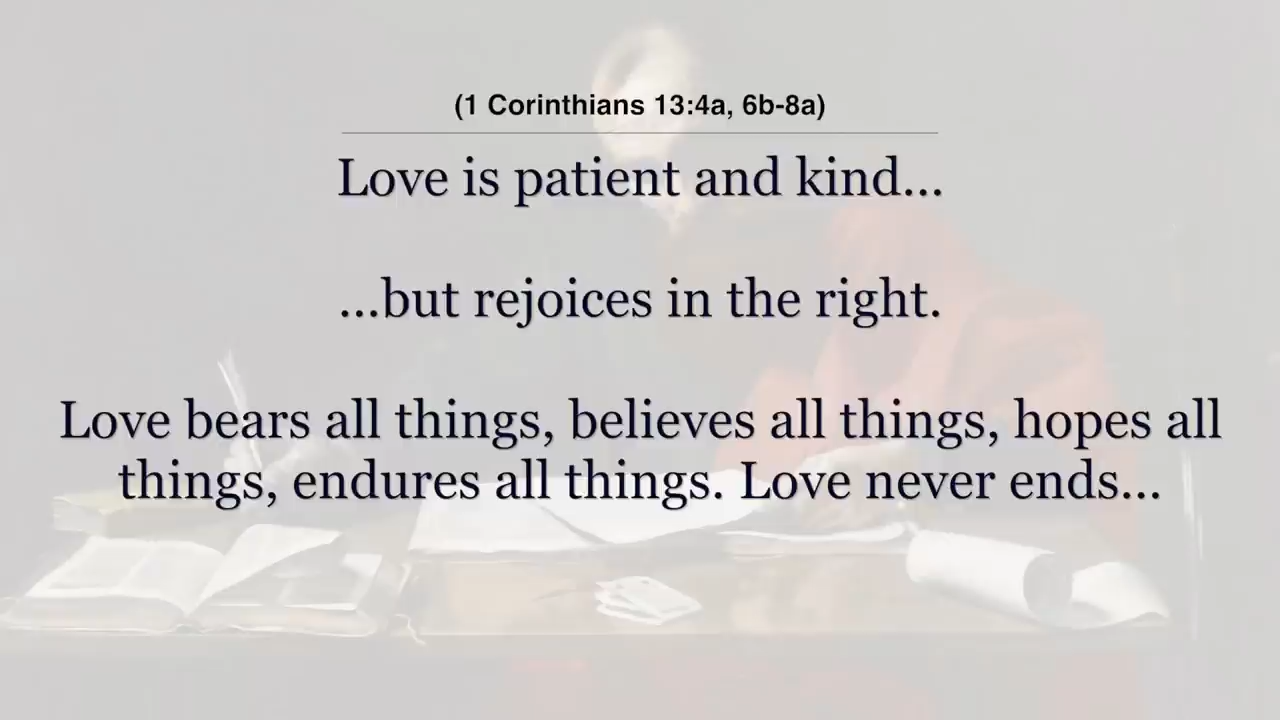 (1 Corinthians 13:4a, 6b-8a)
Love is patient and kind...
...but rejoices in the right.
Love bears all things, believes all things, hopes all
things, endures all things. Love never ends...